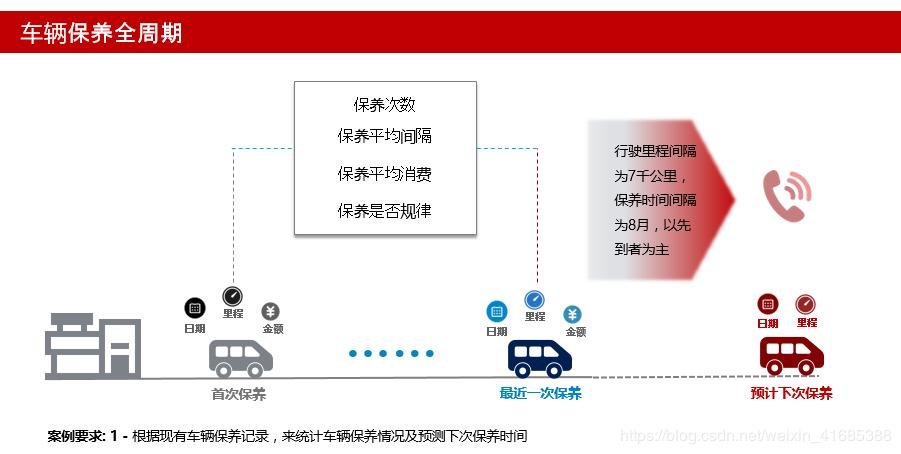 车辆保养全周期
保养次数
保养平均间隔
保养平均消费
保养是否规律
行驶里程间隔
为7千公里，
保养时间间隔
为8月，以先
到者为主
日期
里程
金额
日期
里程
金额
日期
里程
首次保养
最近一次保养
预计下次保养
案例要求: 1 - 根据现有车辆保养记录，来统计车辆保养情况及预测下次保养时间
https://blog.csdn.net/weixin_41685388